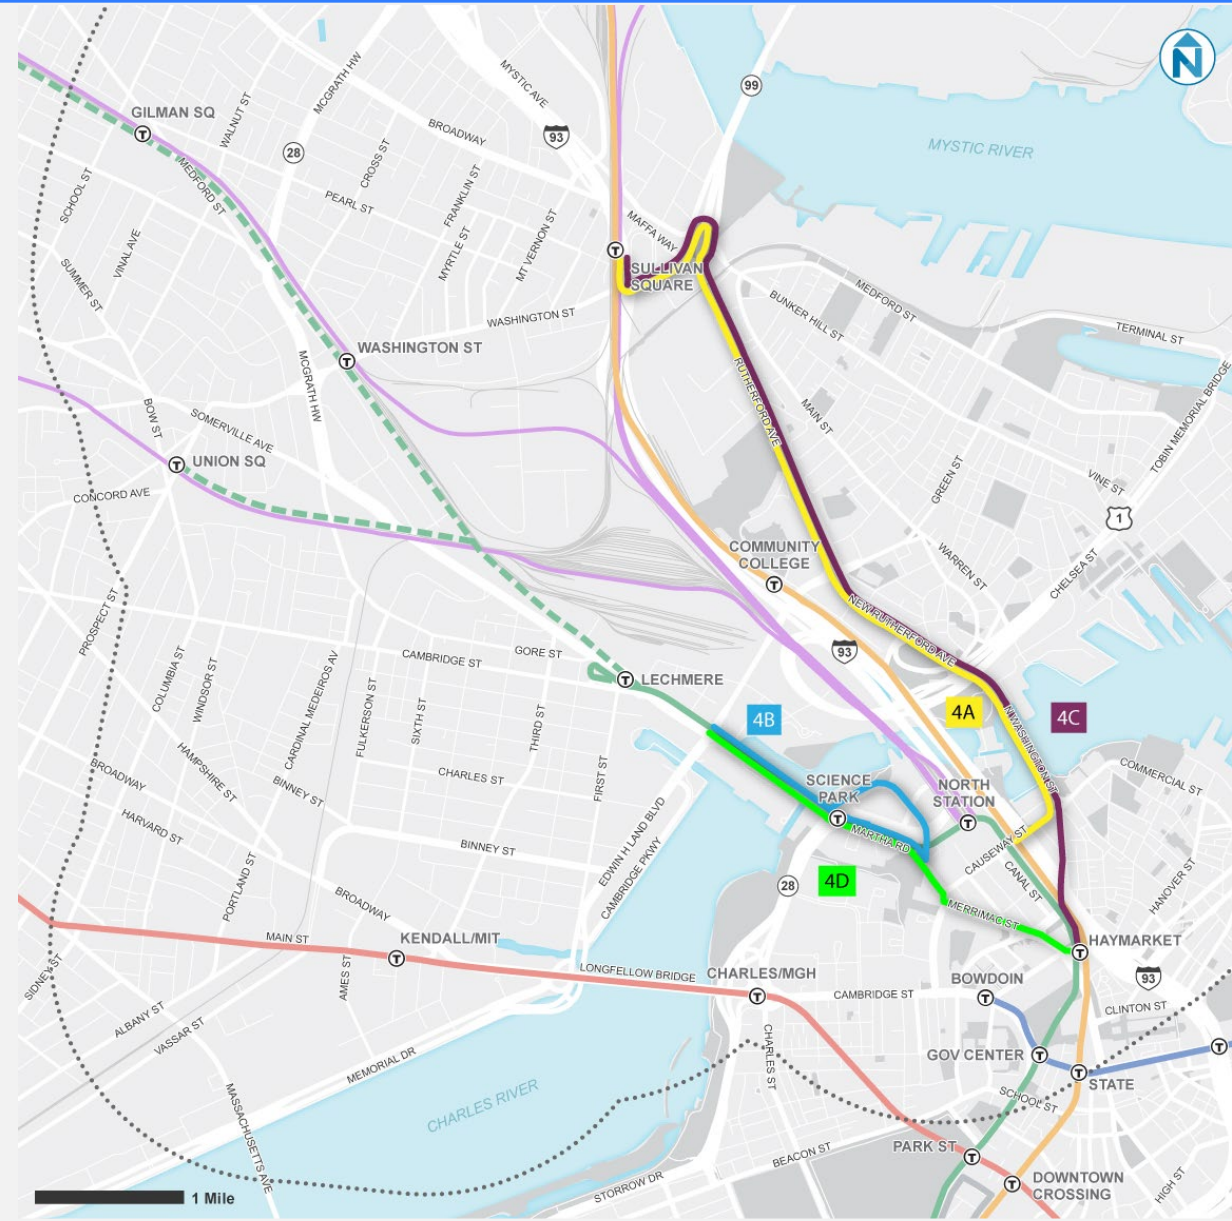 99
N
MYSTIC AVE
MCGRATH HW
GILMAN SQ
WALNUT ST
BROADWAY
93
28
CROSS ST
MYSTIC RIVER
MEDFORD ST
SCHOOL ST
PEARL ST
FRANKLIN ST
MAFFA WAY
MT VERNON ST
VINAL AVE
MYRTLE ST
SUMMER ST
SULLIVAN
SQUARE
MEDFORD ST
BUNKER HILL ST
WASHINGTON ST
TERMINAL ST
WASHINGTON ST
MCGRATH HW
RUTHERFORD AVE
TOBIN MEMORIAL BRIDGE
BOW ST
SOMERVILLE AVE
MAIN ST
UNION SQ
GREEN ST
VINE ST
CONCORD AVE
1
COMMUNITY
COLLEGE
WARREN ST
CHELSEA ST
PROSPECT ST
NEW RUTHERFORD AVE
93
CAMBRIDGE ST
GORE ST
COLUMBIA ST
WINDSOR ST
CARDINAL MEDEIROS AV
LECHMERE
FULKERSON ST
SIXTH ST
THIRD ST
4B
4A
4C
N WASHINGTON ST
HAMPSHIRE ST
BROADWAY
BINNEY ST
CHARLES ST
FIRST ST
SCIENCE
PARK
NORTH
STATION
COMMERCIAL ST
HARVARD ST
MARTHA RD
CAUSEWAY ST
BINNEY ST
EDWIN H LAND BLVD
CAMBRIDGE PKWY
28
4D
CANAL ST
HANOVER ST
PORTLAND ST
BROADWAY
MERRIMAC ST
MAIN ST
KENDALL/MIT
HAYMARKET
SIDNEY ST
AMES ST
LONGFELLOW BRIDGE
CHARLES/MGH
BOWDOIN
93
CAMBRIDGE ST
CLINTON ST
ALBANY ST
VASSAR ST
MEMORIAL DR
CHARLES ST
GOV CENTER
STATE
CHARLES RIVER
SCHOOL ST
MASSACHUSETTS AVE
BEACON ST
PARK ST
STORROW DR
DOWNTOWN
CROSSING
HIGH ST
1 Mile